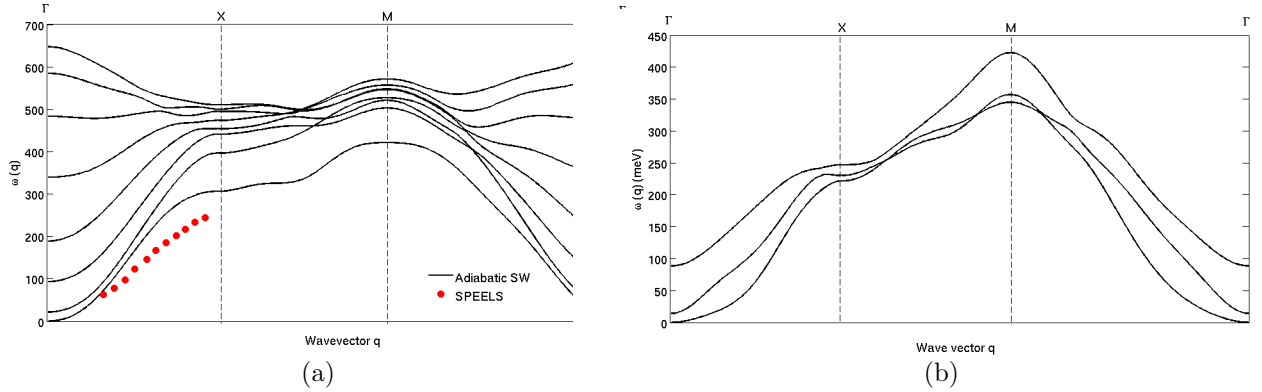 Γ X M
700
600
500
400
300
200
100
0
ω (q)
Adiabatic SW
SPEELS
Wavevector q
(a)
Γ X M Γ
450
400
350
300
250
200
150
100
50
0
ω (q) (meV)
Wave vector q
(b)